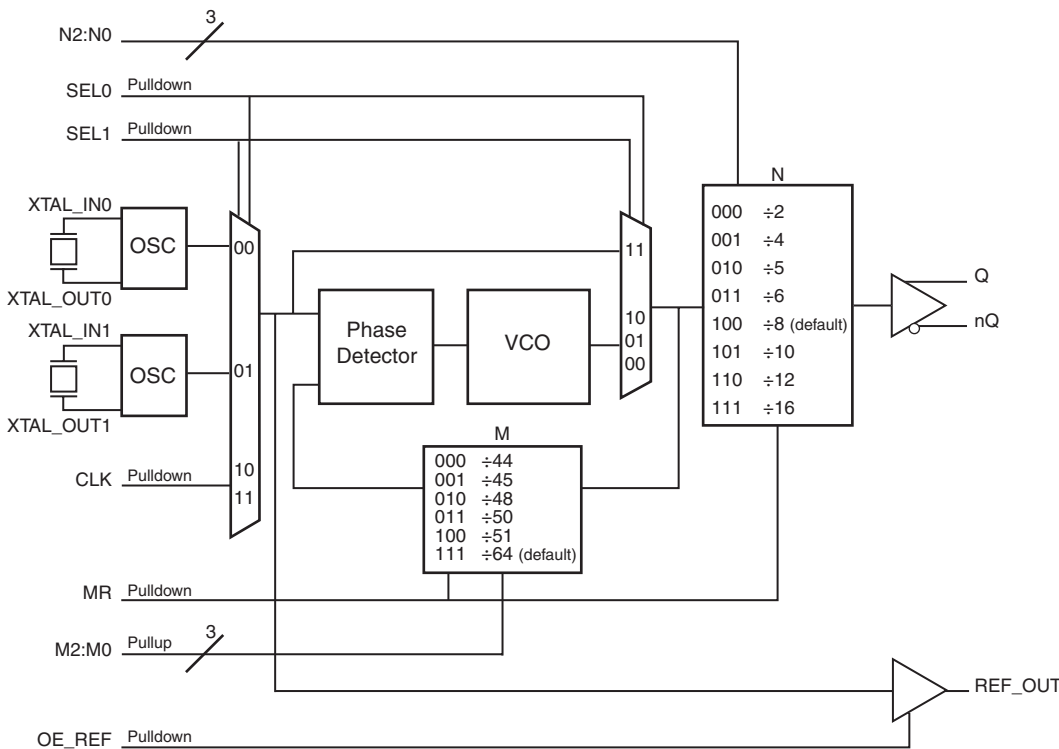 3
N2:N0
SEL0 Pulldown
SEL1 Pulldown
N
000 ÷2
001 ÷4
010 ÷5
011 ÷6
100 ÷8 (default)
101 ÷10
110 ÷12
111 ÷16
XTAL_IN0
OSC
XTAL_OUT0
XTAL_IN1
OSC
XTAL_OUT1
CLK Pulldown
00
01
10
11
Phase
Detector
VCO
11
10
01
00
Q
nQ
M
000 ÷44
001 ÷45
010 ÷48
011 ÷50
100 ÷51
111 ÷64 (default)
MR Pulldown
3
M2:M0 Pullup
REF_OUT
OE_REF Pulldown